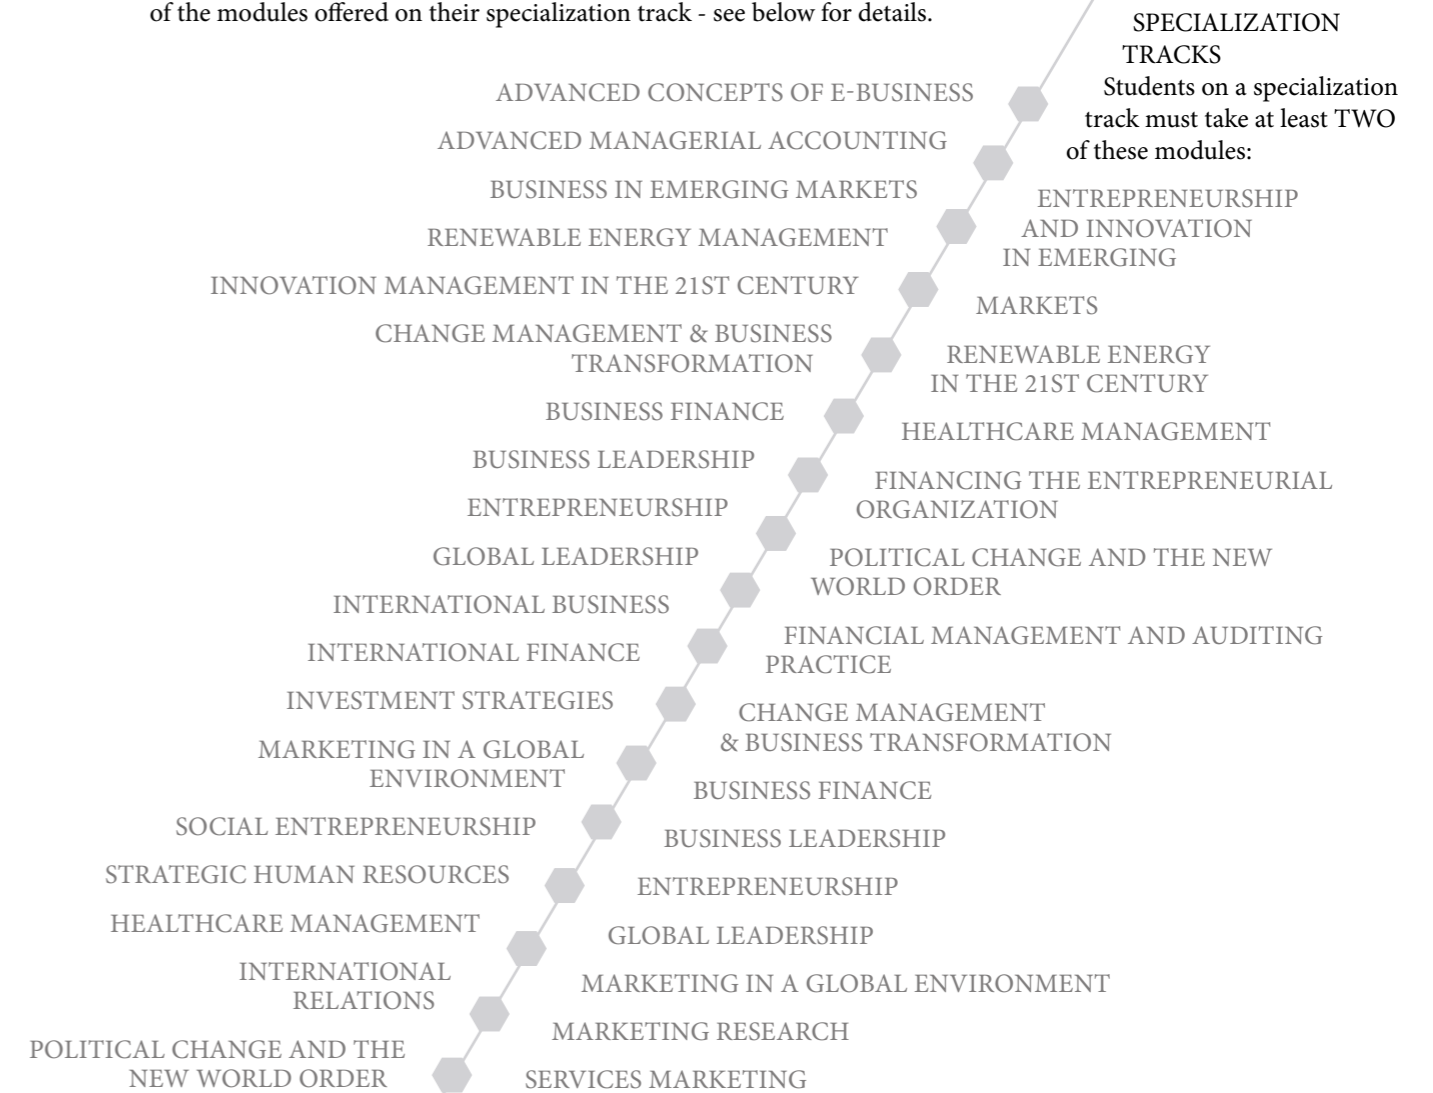 of the modules offered on their specialization track - see below for details.
ADVANCED CONCEPTS OF E-BUSINESS
ADVANCED MANAGERIAL ACCOUNTING
BUSINESS IN EMERGING MARKETS
RENEWABLE ENERGY MANAGEMENT
INNOVATION MANAGEMENT IN THE 21ST CENTURY
CHANGE MANAGEMENT & BUSINESS
TRANSFORMATION
BUSINESS FINANCE
BUSINESS LEADERSHIP
ENTREPRENEURSHIP
GLOBAL LEADERSHIP
INTERNATIONAL BUSINESS
INTERNATIONAL FINANCE
INVESTMENT STRATEGIES
MARKETING IN A GLOBAL
ENVIRONMENT
SOCIAL ENTREPRENEURSHIP
STRATEGIC HUMAN RESOURCES
HEALTHCARE MANAGEMENT
INTERNATIONAL
RELATIONS
POLITICAL CHANGE AND THE
NEW WORLD ORDER
SPECIALIZATION
TRACKS
Students on a specialization
track must take at least TWO
of these modules:
ENTREPRENEURSHIP
AND INNOVATION
IN EMERGING
MARKETS
RENEWABLE ENERGY
IN THE 21ST CENTURY
HEALTHCARE MANAGEMENT
FINANCING THE ENTREPRENEURIAL
ORGANIZATION
POLITICAL CHANGE AND THE NEW
WORLD ORDER
FINANCIAL MANAGEMENT AND AUDITING
PRACTICE
CHANGE MANAGEMENT
& BUSINESS TRANSFORMATION
BUSINESS FINANCE
BUSINESS LEADERSHIP
ENTREPRENEURSHIP
GLOBAL LEADERSHIP
MARKETING IN A GLOBAL ENVIRONMENT
MARKETING RESEARCH
SERVICES MARKETING